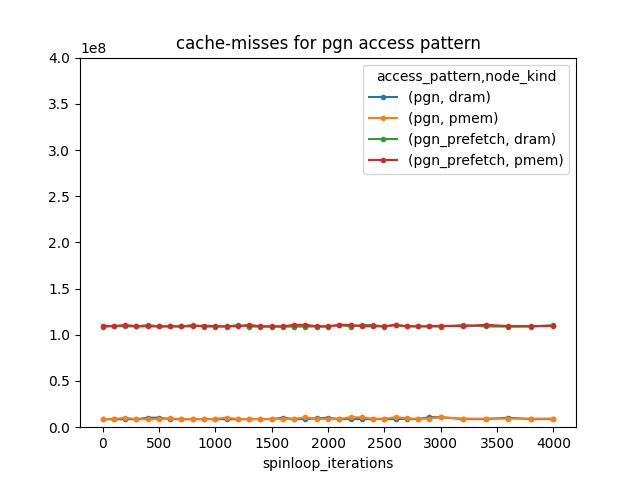 cache-misses for pgn access pattern
1e8
4.0
3.5
3.0
2.5
2.0
1.5
1.0
0.5
0.0
access_pattern,node_kind
(pgn, dram)
(pgn, pmem)
(pgn_prefetch, dram)
(pgn_prefetch, pmem)
0 500 1000 1500 2000 2500 3000 3500 4000
spinloop_iterations